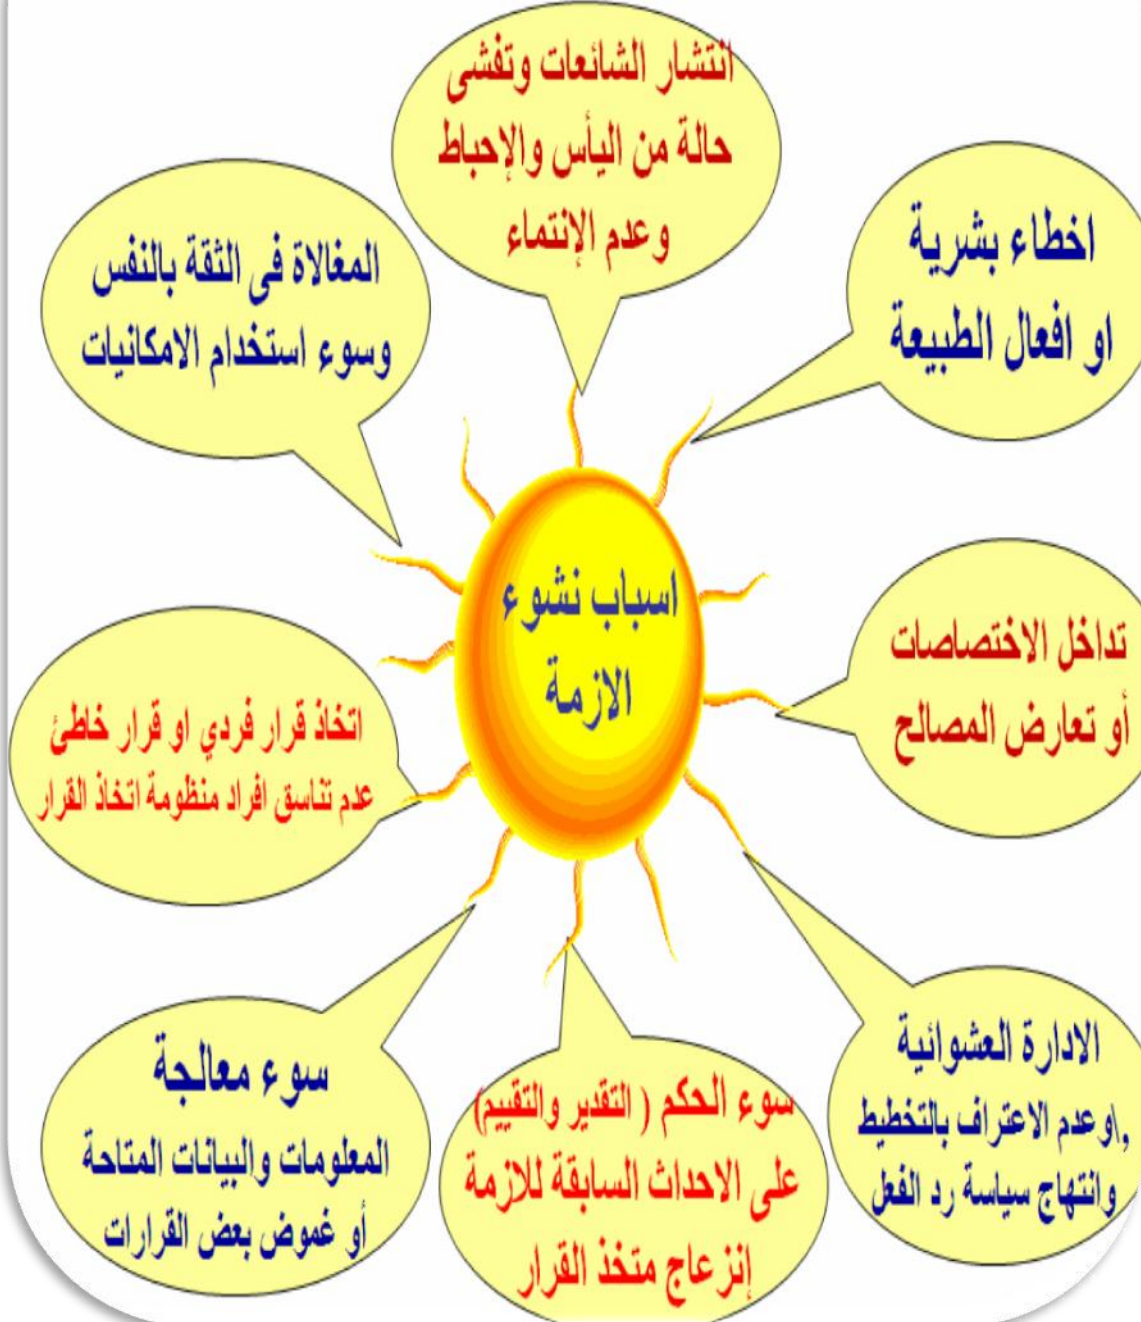 اسباب نشوء
الازمة
انتشار الشائعات وتفشى
حالة من اليأس والإحباط
وعدم الإنتماء
اخطاء بشرية
او افعال الطبيعة
تداخل الاختصاصات
أو تعارض المصالح
الادارة العشوائية
,\وعدم الاعتراف بالتخطيط
وانتهاج سياسة رد الفعل
سوء الحكم ( التقدير والتقييم)
على الاحداث السابقة للازمة
إنزعاج متخذ القرار
سوء معالجة
المعلومات والبيانات المتاحة
أو غموض بعض القرارات
اتخاذ قرار فردي او قرار خاطئ
عدم تناسق افراد منظومة اتخاذ القرار
المغالاة فى الثقة بالنفس
وسوء استخدام الامكانيات